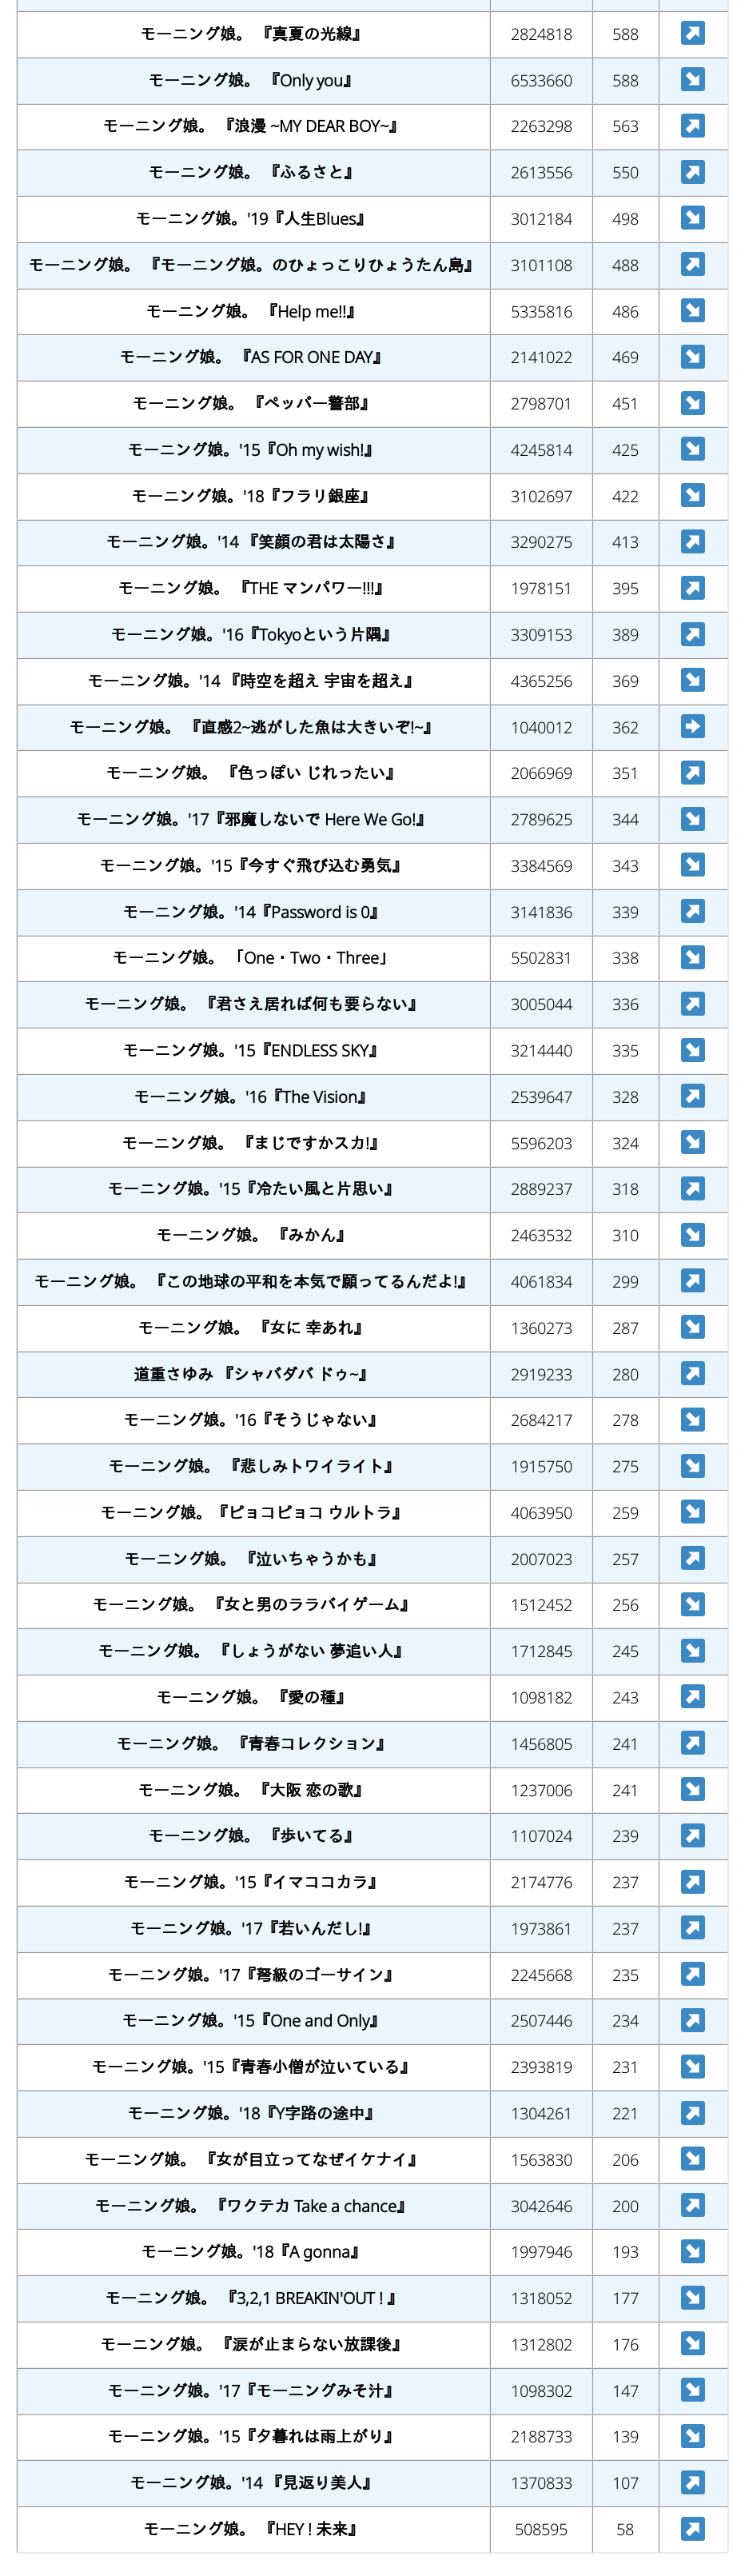 モーニング娘。 『真夏の光線』 2824818 588 ↗
モーニング娘。 『Only you』 6533660 588 ↘
モーニング娘。 『浪漫 ~MY DEAR BOY~』 2263298 563 ↗
モーニング娘。 『ふるさと』 2613556 550 ↗
モーニング娘。'19『人生Blues』 3012184 498 ↘
モーニング娘。 『モーニング娘。のひょっこりひょうたん島』 3101108 488 ↗
モーニング娘。 『Help me!!』 5335816 486 ↘
モーニング娘。 『AS FOR ONE DAY』 2141022 469 ↘
モーニング娘。 『ペッパー警部』 2798701 451 ↘
モーニング娘。'15『Oh my wish!』 4245814 425 ↘
モーニング娘。'18『フラリ銀座』 3102697 422 ↘
モーニング娘。'14 『笑顔の君は太陽さ』 3290275 413 ↗
モーニング娘。 『THE マンパワー!!!』 1978151 395 ↗
モーニング娘。'16『Tokyoという片隅』 3309153 389 ↗
モーニング娘。'14 『時空を超え 宇宙を超え』 4365256 369 ↘
モーニング娘。 『直感2~逃がした魚は大きいぞ!~』 1040012 362 ➡
モーニング娘。 『色っぽい じれったい』 2066969 351 ↗
モーニング娘。'17『邪魔しないで Here We Go!』 2789625 344 ↘
モーニング娘。'15『今すぐ飛び込む勇気』 3384569 343 ↘
モーニング娘。'14『Password is 0』 3141836 339 ↗
モーニング娘。 「One・Two・Three」 5502831 338 ↘
モーニング娘。 『君さえ居れば何も要らない』 3005044 336 ↗
モーニング娘。'15『ENDLESS SKY』 3214440 335 ↘
モーニング娘。'16『The Vision』 2539647 328 ↗
モーニング娘。 『まじですかスカ!』 5596203 324 ↘
モーニング娘。'15『冷たい風と片思い』 2889237 318 ↗
モーニング娘。 『みかん』 2463532 310 ↘
モーニング娘。 『この地球の平和を本気で願ってるんだよ!』 4061834 299 ↗
モーニング娘。 『女に 幸あれ』 1360273 287 ↘
道重さゆみ 『シャバダバ ドゥ~』 2919233 280 ↗
モーニング娘。'16『そうじゃない』 2684217 278 ↘
モーニング娘。 『悲しみトワイライト』 1915750 275 ↘
モーニング娘。『ピョコピョコ ウルトラ』 4063950 259 ↘
モーニング娘。 『泣いちゃうかも』 2007023 257 ↗
モーニング娘。 『女と男のララバイゲーム』 1512452 256 ↘
モーニング娘。 『しょうがない 夢追い人』 1712845 245 ↘
モーニング娘。 『愛の種』 1098182 243 ↗
モーニング娘。 『青春コレクション』 1456805 241 ↗
モーニング娘。 『大阪 恋の歌』 1237006 241 ↘
モーニング娘。 『歩いてる』 1107024 239 ↗
モーニング娘。'15『イマココカラ』 2174776 237 ↗
モーニング娘。'17『若いんだし!』 1973861 237 ↗
モーニング娘。'17『弩級のゴーサイン』 2245668 235 ↗
モーニング娘。'15『One and Only』 2507446 234 ↗
モーニング娘。'15『青春小僧が泣いている』 2393819 231 ↘
モーニング娘。'18『Y字路の途中』 1304261 221 ↗
モーニング娘。 『女が目立ってなぜイケナイ』 1563830 206 ↘
モーニング娘。 『ワクテカ Take a chance』 3042646 200 ↗
モーニング娘。'18『A gonna』 1997946 193 ↘
モーニング娘。 『3,2,1 BREAKIN'OUT ! 』 1318052 177 ↘
モーニング娘。 『涙が止まらない放課後』 1312802 176 ↘
モーニング娘。'17『モーニングみそ汁』 1098302 147 ↘
モーニング娘。'15『夕暮れは雨上がり』 2188733 139 ↘
モーニング娘。'14 『見返り美人』 1370833 107 ↗
モーニング娘。 『HEY ! 未来』 508595 58 ↗